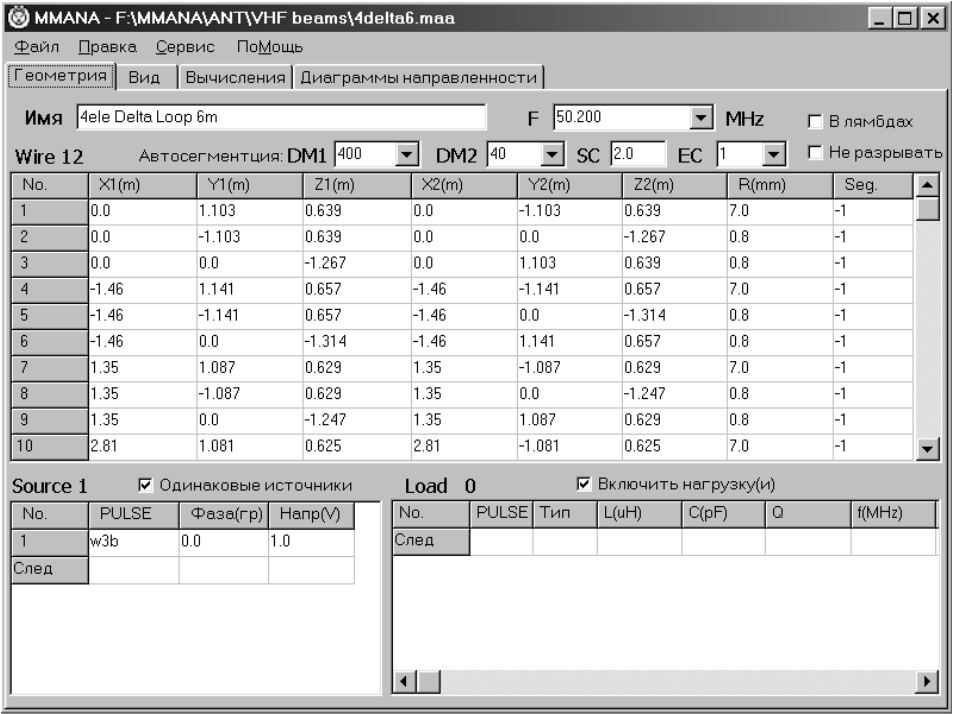 MMANA - F:\MMANA\ANT\VHF beams\4delta6.maa
Файл Правка Сервис ПоМощь
Геометрия Вид Вычисления Диаграммы направленности
Имя 4ele Delta Loop 6m F 50.200 MHz В лямбдах
Wire 12 Автосегментция: DM1 400 DM2 40 SC 2.0 EC 1 Не разрывать
No. X1(m) Y1(m) Z1(m) X2(m) Y2(m) Z2(m) R(mm) Seg.
1 0.0 1.103 0.639 0.0 -1.103 0.639 7.0 -1
2 0.0 -1.103 0.639 0.0 0.0 -1.267 0.8 -1
3 0.0 0.0 -1.267 0.0 1.103 0.639 0.8 -1
4 -1.46 1.141 0.657 -1.46 -1.141 0.657 7.0 -1
5 -1.46 -1.141 0.657 -1.46 0.0 -1.314 0.8 -1
6 -1.46 0.0 -1.314 -1.46 1.141 0.657 0.8 -1
7 1.35 1.087 0.629 1.35 -1.087 0.629 7.0 -1
8 1.35 -1.087 0.629 1.35 0.0 -1.247 0.8 -1
9 1.35 0.0 -1.247 1.35 1.087 0.629 0.8 -1
10 2.81 1.081 0.625 2.81 -1.081 0.625 7.0 -1
Source 1 Одинаковые источники
No. PULSE Фаза(гр) Напр(V)
1 w3b 0.0 1.0
След
Load 0 Включить нагрузку(и)
No. PULSE Тип L(uH) C(pF) Q f(MHz)
След